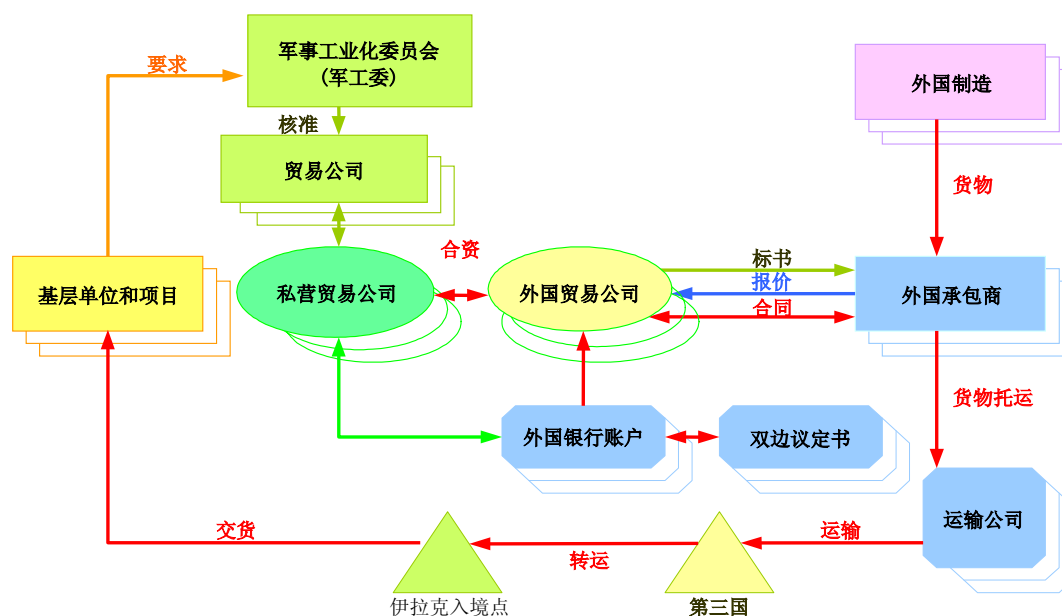 军事工业化委员会
(军工委)
要求
外国制造
核准
贸易公司
货物
合资
标书
基层单位和项目
私营贸易公司
外国贸易公司
报价
外国承包商
合同
货物托运
外国银行账户
双边议定书
运输公司
交货
转运
运输
伊拉克入境点
第三国